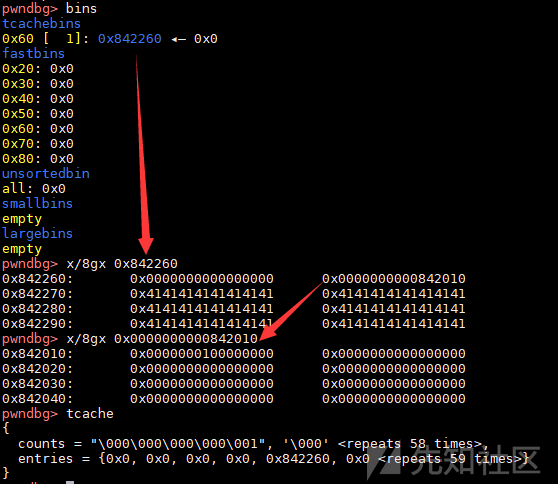 pwndbg> bins
tcachebins
0x60 [  1]: 0x842260 ◂— 0x0
fastbins
0x20: 0x0
0x30: 0x0
0x40: 0x0
0x50: 0x0
0x60: 0x0
0x70: 0x0
0x80: 0x0
unsortedbin
all: 0x0
smallbins
empty
largebins
empty
pwndbg> x/8gx 0x842260
0x842260:       0x0000000000000000      0x0000000000842010
0x842270:       0x4141414141414141      0x4141414141414141
0x842280:       0x4141414141414141      0x4141414141414141
0x842290:       0x4141414141414141      0x4141414141414141
pwndbg> x/8gx 0x0000000000842010
0x842010:       0x0000000100000000      0x0000000000000000
0x842020:       0x0000000000000000      0x0000000000000000
0x842030:       0x0000000000000000      0x0000000000000000
0x842040:       0x0000000000000000      0x0000000000000000
pwndbg> tcache
{
  counts = "\000\000\000\000\001", '\000' <repeats 58 times>,
  entries = {0x0, 0x0, 0x0, 0x0, 0x842260, 0x0 <repeats 59 times>}
}
先知社区